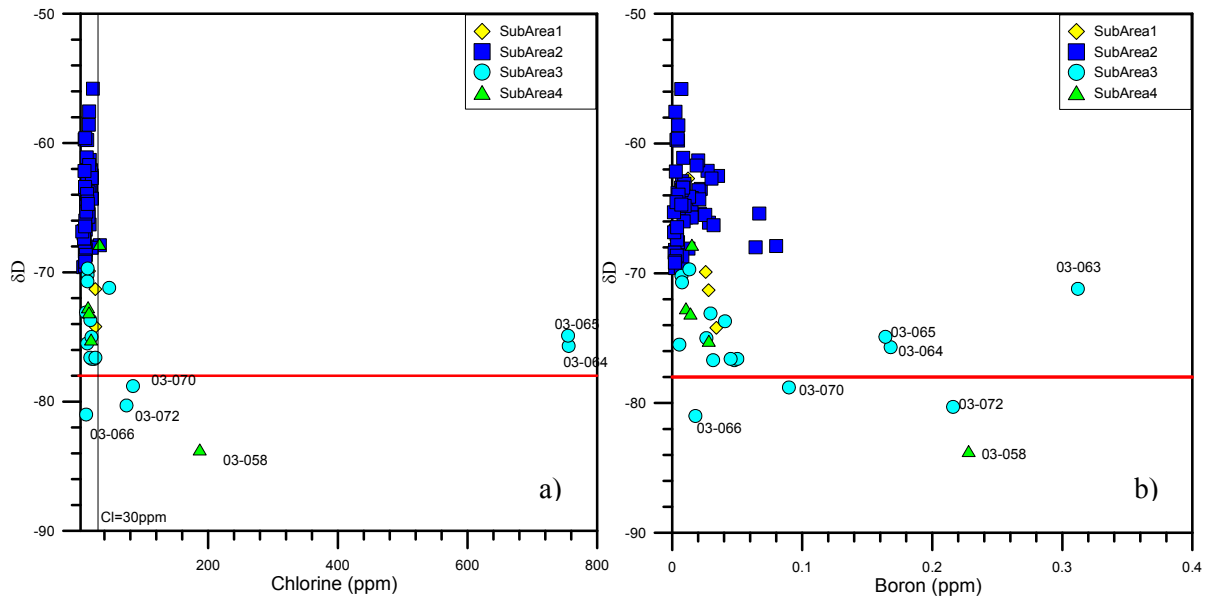 -50
-60
-70
-80
-90
δD
SubArea1
SubArea2
SubArea3
SubArea4
03-065
03-064
03-070
03-072
03-066
03-058
a)
Cl=30ppm
200
400
600
800
Chlorine (ppm)
-50
-60
-70
-80
-90
δD
SubArea1
SubArea2
SubArea3
SubArea4
03-063
03-065
03-064
03-070
03-072
03-066
03-058
b)
0
0.1
0.2
0.3
0.4
Boron (ppm)